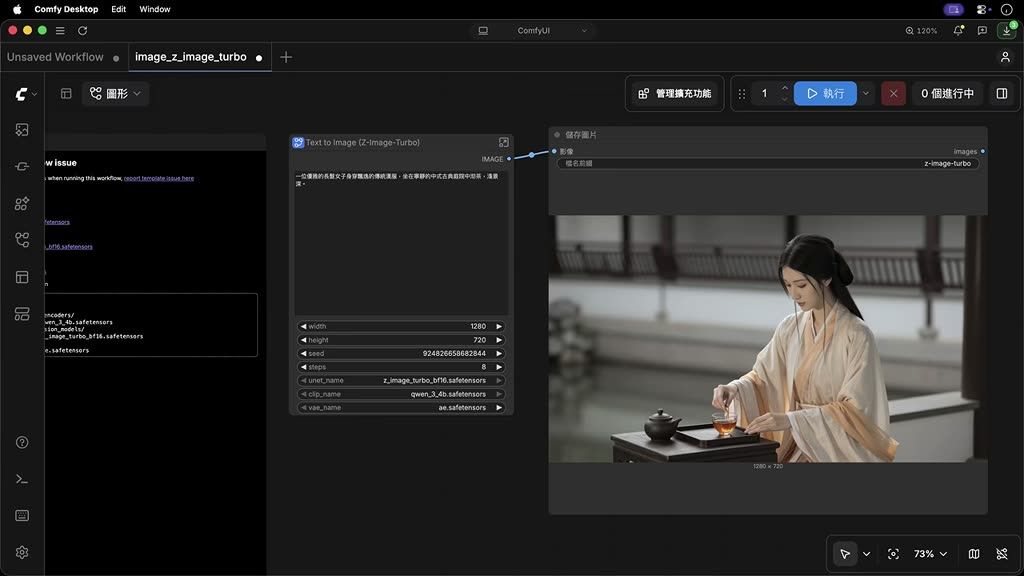 Comfy Desktop Edit Window
ComfyUI
120%
3
Unsaved Workflow
image_z_image_turbo
圖形
管理擴充功能
1
執行
0 個進行中
w issue
s when running this workflow, report template issue here
fetensors
_bf16.safetensors
n
encoders/
wen_3_4b.safetensors
sion_models/
_image_turbo_bf16.safetensors
e.safetensors
Text to Image (Z-Image-Turbo)
IMAGE
一位優雅的長髮女子身穿飄逸的傳統漢服，坐在寧靜的中式古典庭院中泡茶，淺景
深。
width 1280
height 720
seed 924826658682844
steps 8
unet_name z_image_turbo_bf16.safetensors
clip_name qwen_3_4b.safetensors
vae_name ae.safetensors
儲存圖片
影像 images
檔名前綴 z-image-turbo
1280 × 720
73%